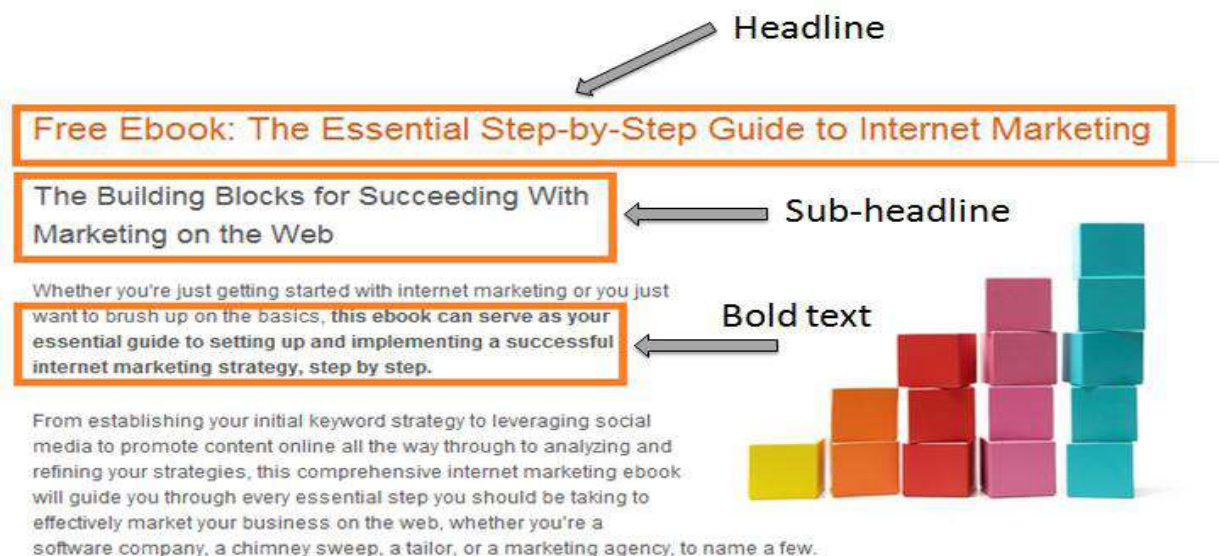 Headline
Free Ebook: The Essential Step-by-Step Guide to Internet Marketing
The Building Blocks for Succeeding With
Marketing on the Web
Sub-headline
Whether you're just getting started with internet marketing or you just
want to brush up on the basics, this ebook can serve as your
essential guide to setting up and implementing a successful
internet marketing strategy, step by step.
Bold text
From establishing your initial keyword strategy to leveraging social
media to promote content online all the way through to analyzing and
refining your strategies, this comprehensive internet marketing ebook
will guide you through every essential step you should be taking to
effectively market your business on the web, whether you're a
software company, a chimney sweep, a tailor, or a marketing agency, to name a few.